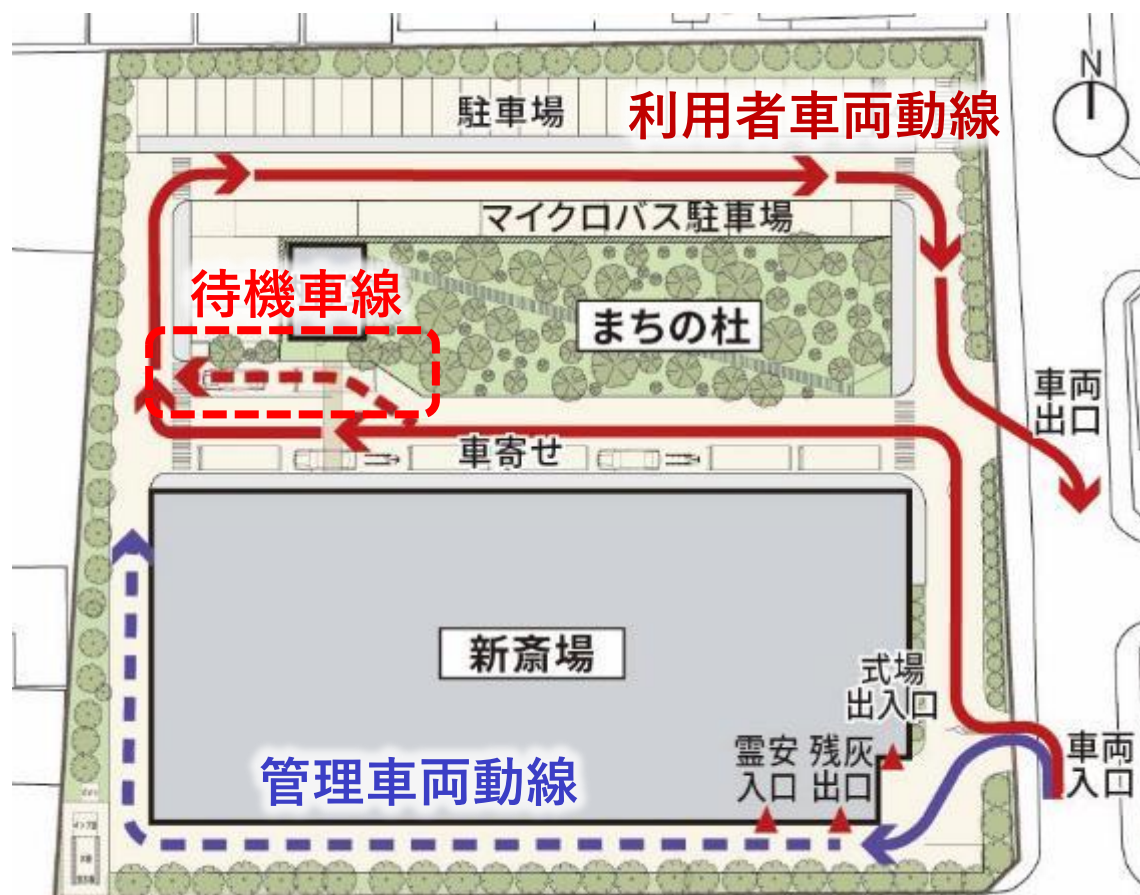 N
駐車場
利用者車両動線
マイクロバス駐車場
待機車線
まちの杜
車両
出口
車寄せ
新斎場
式場
出入口
霊安
入口
残灰
出口
車両
入口
管理車両動線